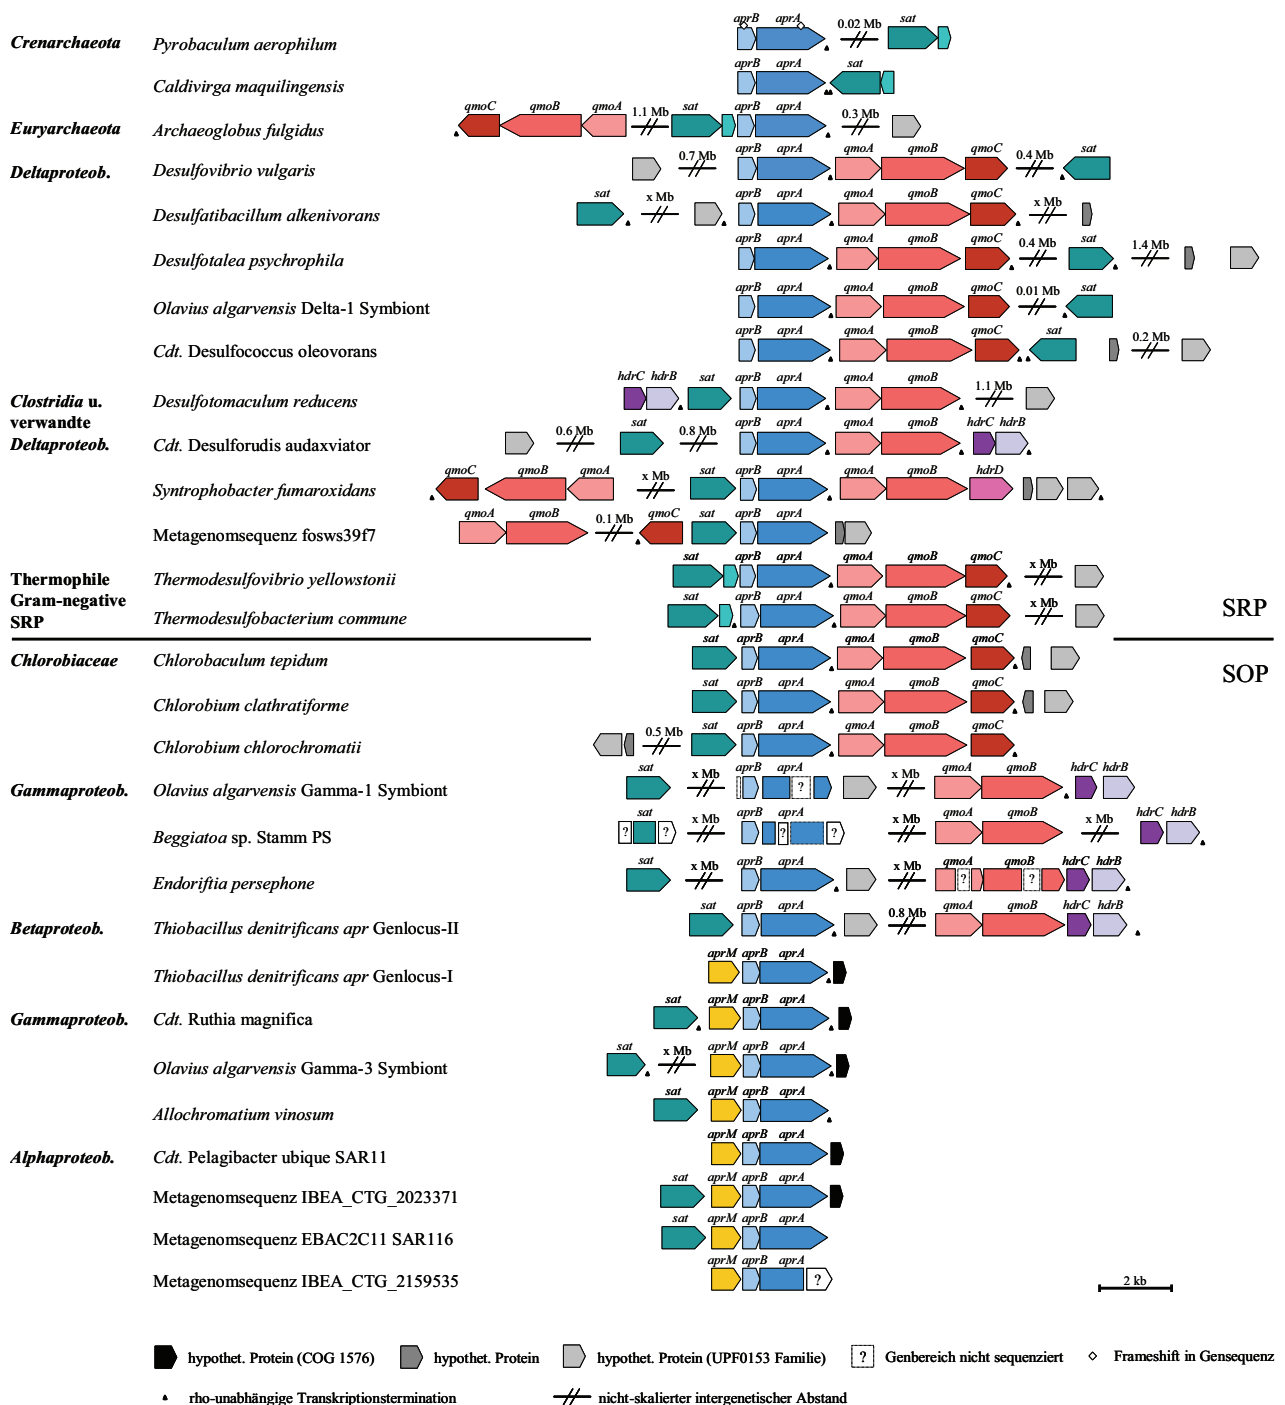 aprB aprA 0.02 Mb sat
Crenarchaeota Pyrobaculum aerophilum
aprB aprA sat
Caldivirga maquilingensis
qmoC qmoB qmoA 1.1 Mb sat aprB aprA 0.3 Mb
Euryarchaeota Archaeoglobus fulgidus
0.7 Mb aprB aprA qmoA qmoB qmoC 0.4 Mb sat
Deltaproteob. Desulfovibrio vulgaris
sat x Mb aprB aprA qmoA qmoB qmoC x Mb
Desulfatibacillum alkenivorans
aprB aprA qmoA qmoB qmoC 0.4 Mb sat 1.4 Mb
Desulfotalea psychrophila
aprB aprA qmoA qmoB qmoC 0.01 Mb sat
Olavius algarvensis Delta-1 Symbiont
aprB aprA qmoA qmoB qmoC sat 0.2 Mb
Cdt. Desulfococcus oleovorans
hdrC hdrB sat aprB aprA qmoA qmoB 1.1 Mb
Clostridia u. Desulfotomaculum reducens
verwandte
0.6 Mb sat 0.8 Mb aprB aprA qmoA qmoB hdrC hdrB
Deltaproteob. Cdt. Desulforudis audaxviator
qmoC qmoB qmoA x Mb sat aprB aprA qmoA qmoB hdrD
Syntrophobacter fumaroxidans
qmoA qmoB 0.1 Mb qmoC sat aprB aprA
Metagenomsequenz fosws39f7
sat aprB aprA qmoA qmoB qmoC x Mb
Thermophile Thermodesulfovibrio yellowstonii
Gram-negative
sat aprB aprA qmoA qmoB qmoC x Mb SRP
SRP Thermodesulfobacterium commune
sat aprB aprA qmoA qmoB qmoC
Chlorobiaceae Chlorobaculum tepidum
SOP
sat aprB aprA qmoA qmoB qmoC
Chlorobium clathratiforme
0.5 Mb sat aprB aprA qmoA qmoB qmoC
Chlorobium chlorochromatii
sat x Mb aprB aprA x Mb qmoA qmoB hdrC hdrB
Gammaproteob. Olavius algarvensis Gamma-1 Symbiont ?
sat x Mb aprB aprA x Mb qmoA qmoB x Mb hdrC hdrB
Beggiatoa sp. Stamm PS ? ? ? ?
sat x Mb aprB aprA x Mb qmoA qmoB hdrC hdrB
Endoriftia persephone ? ?
sat aprB aprA 0.8 Mb qmoA qmoB hdrC hdrB
Betaproteob. Thiobacillus denitrificans apr Genlocus-II
aprM aprB aprA
Thiobacillus denitrificans apr Genlocus-I
sat aprM aprB aprA
Gammaproteob. Cdt. Ruthia magnifica
sat x Mb aprM aprB aprA
Olavius algarvensis Gamma-3 Symbiont
sat aprM aprB aprA
Allochromatium vinosum
aprM aprB aprA
Alphaproteob. Cdt. Pelagibacter ubique SAR11
sat aprM aprB aprA
Metagenomsequenz IBEA_CTG_2023371
sat aprM aprB aprA
Metagenomsequenz EBAC2C11 SAR116
aprM aprB aprA
Metagenomsequenz IBEA_CTG_2159535 ? 2 kb
hypothet. Protein (COG 1576) hypothet. Protein hypothet. Protein (UPF0153 Familie) ? Genbereich nicht sequenziert Frameshift in Gensequenz
rho-unabhängige Transkriptionstermination nicht-skalierter intergenetischer Abstand